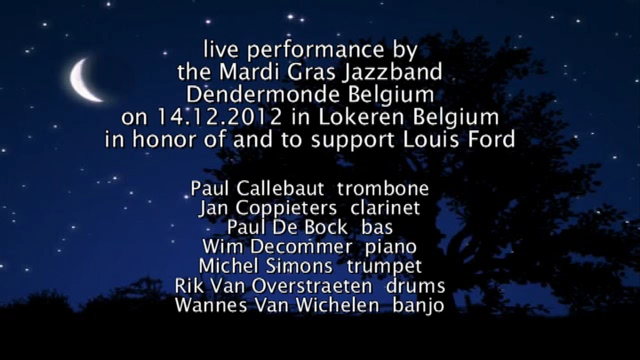 live performance by
the Mardi Gras Jazzband
Dendermonde Belgium
on 14.12.2012 in Lokeren Belgium
in honor of and to support Louis Ford
Paul Callebaut trombone
Jan Coppieters clarinet
Paul De Bock bas
Wim Decommer piano
Michel Simons trumpet
Rik Van Overstraeten drums
Wannes Van Wichelen banjo